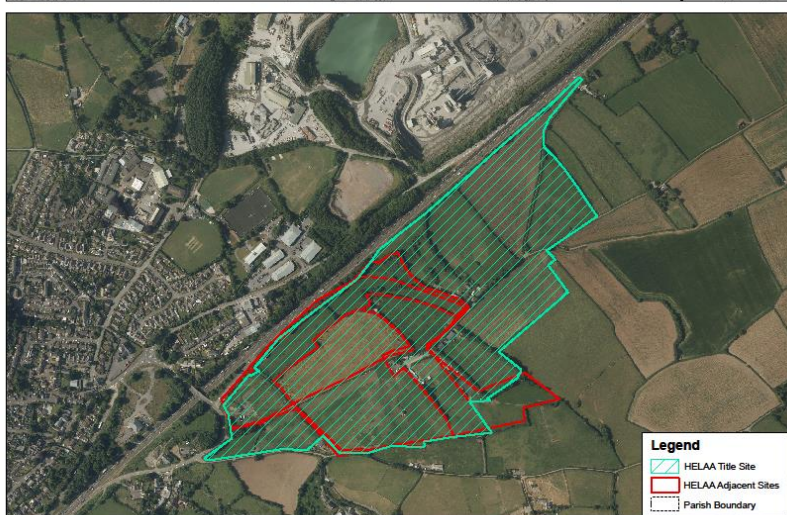 Legend
HELAA Title Site
HELAA Adjacent Sites
Parish Boundary